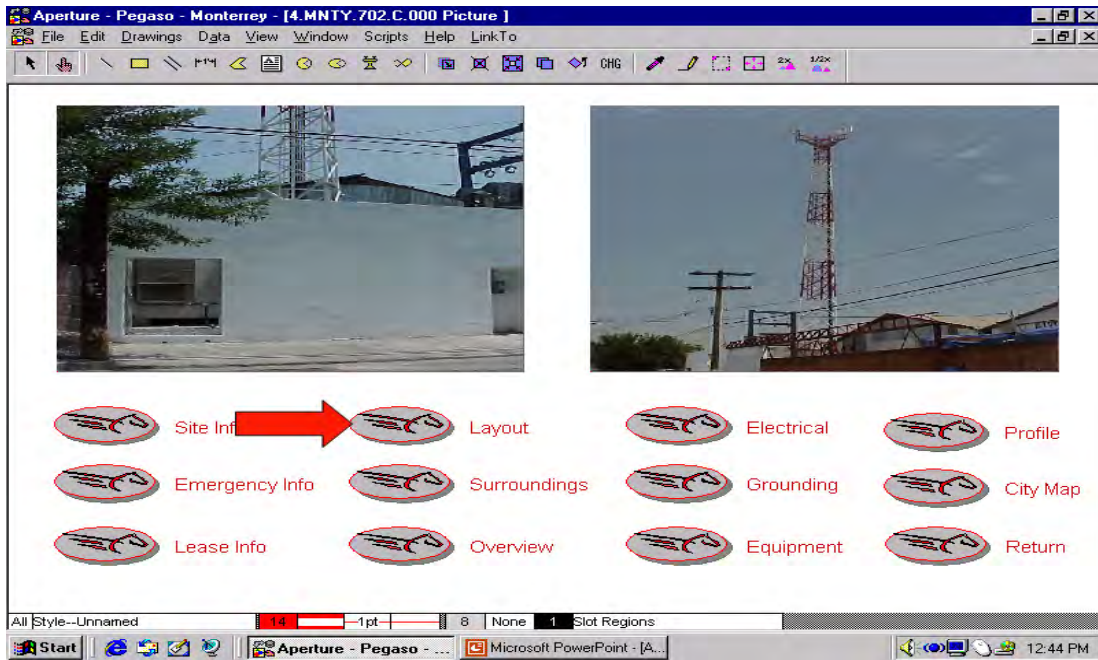 Aperture - Pegaso - Monterrey - [4.MNTY.702.C.000 Picture ]
File Edit Drawings Data View Window Scripts Help LinkTo
CHG 2x 1/2x
Site Inf Layout Electrical Profile
Emergency Info Surroundings Grounding City Map
Lease Info Overview Equipment Return
All Style--Unnamed 14 1pt 8 None 1 Slot Regions
Start Aperture - Pegaso - ... Microsoft PowerPoint - [A... 12:44 PM